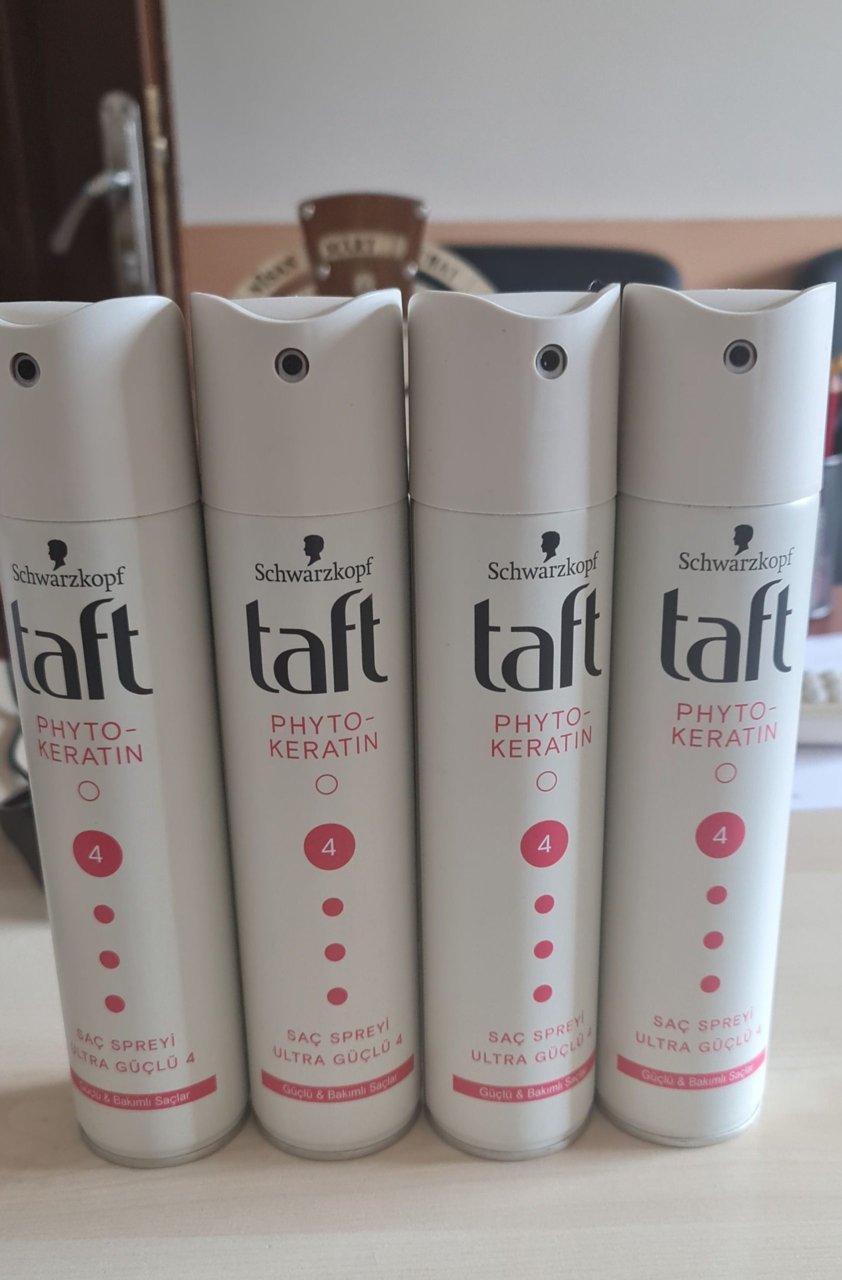 Schwarzkopf
taft
PHYTO-
KERATIN
4
SAÇ SPREYİ
ULTRA GÜÇLÜ 4
Güçlü & Bakımlı Saçlar
Schwarzkopf
taft
PHYTO-
KERATIN
4
SAÇ SPREYİ
ULTRA GÜÇLÜ 4
Güçlü & Bakımlı Saçlar
Schwarzkopf
taft
PHYTO-
KERATIN
4
SAÇ SPREYİ
ULTRA GÜÇLÜ
Güçlü & Bakımlı Saçlar
Schwarzkopf
taft
PHYTO-
KERATIN
4
SAÇ SPREYİ
ULTRA GÜÇLÜ 4
Güçlü & Bakımlı Saçlar